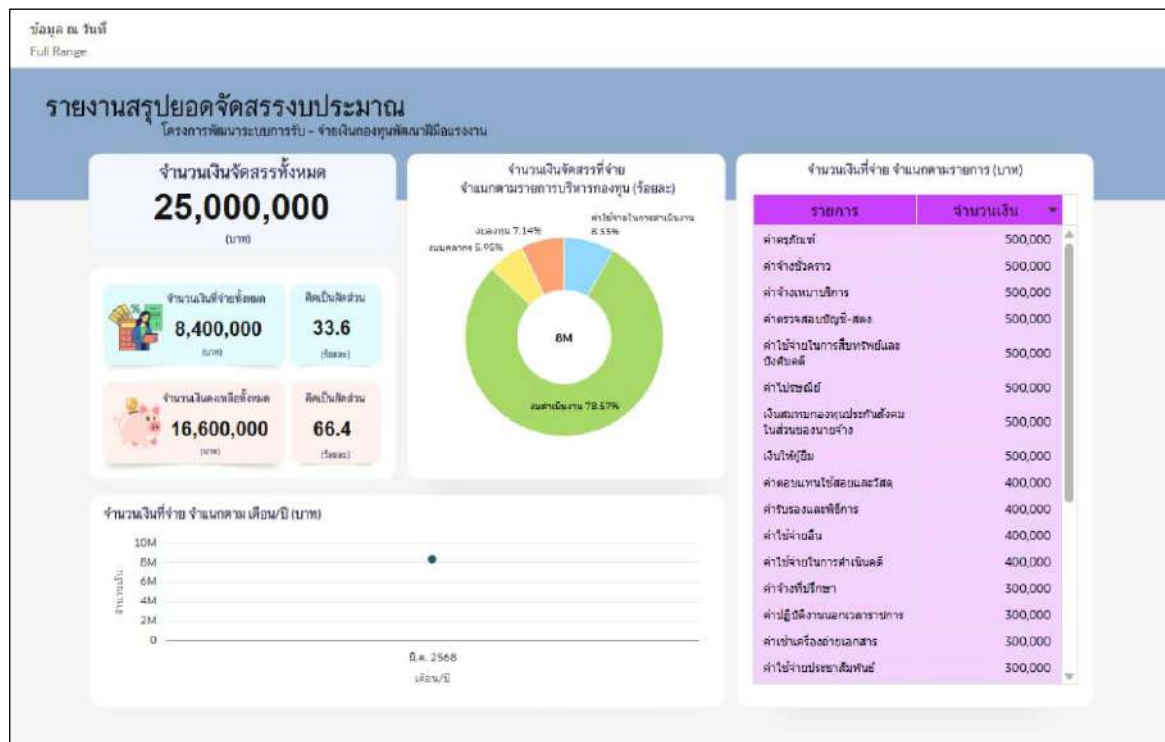 ข้อมูล ณ วันที่
Full Range
รายงานสรุปยอดจัดสรรงบประมาณ
โครงการพัฒนาระบบการรับ - จ่ายเงินกองทุนพัฒนาฝีมือแรงงาน
จำนวนเงินจัดสรรทั้งหมด
25,000,000
(บาท)
จำนวนเงินที่จ่ายทั้งหมด
8,400,000
(บาท)
คิดเป็นสัดส่วน
33.6
(ร้อยละ)
จำนวนเงินคงเหลือทั้งหมด
16,600,000
(บาท)
คิดเป็นสัดส่วน
66.4
(ร้อยละ)
จำนวนเงินจัดสรรที่จ่าย
จำแนกตามรายการบริหารกองทุน (ร้อยละ)
ค่าใช้จ่ายในการดำเนินงาน
8.33%
งบลงทุน 7.14%
งบบุคลากร 5.95%
8M
งบดำเนินงาน 78.57%
จำนวนเงินที่จ่าย จำแนกตามรายการ (บาท)
รายการ จำนวนเงิน
ค่าครุภัณฑ์ 500,000
ค่าจ้างชั่วคราว 500,000
ค่าจ้างเหมาบริการ 500,000
ค่าตรวจสอบบัญชี-สตง. 500,000
ค่าใช้จ่ายในการสืบทรัพย์และ
บังคับคดี 500,000
ค่าไปรษณีย์ 500,000
เงินสมทบกองทุนประกันสังคม
ในส่วนของนายจ้าง 500,000
เงินให้กู้ยืม 500,000
ค่าตอบแทนใช้สอยและวัสดุ 400,000
ค่ารับรองและพิธีการ 400,000
ค่าใช้จ่ายอื่น 400,000
ค่าใช้จ่ายในการดำเนินคดี 400,000
ค่าจ้างที่ปรึกษา 300,000
ค่าปฏิบัติงานนอกเวลาราชการ 300,000
ค่าเช่าเครื่องถ่ายเอกสาร 300,000
ค่าใช้จ่ายประชาสัมพันธ์ 300,000
จำนวนเงินที่จ่าย จำแนกตาม เดือน/ปี (บาท)
จำนวนเงิน
10M
8M
6M
4M
2M
0
มี.ค. 2568
เดือน/ปี